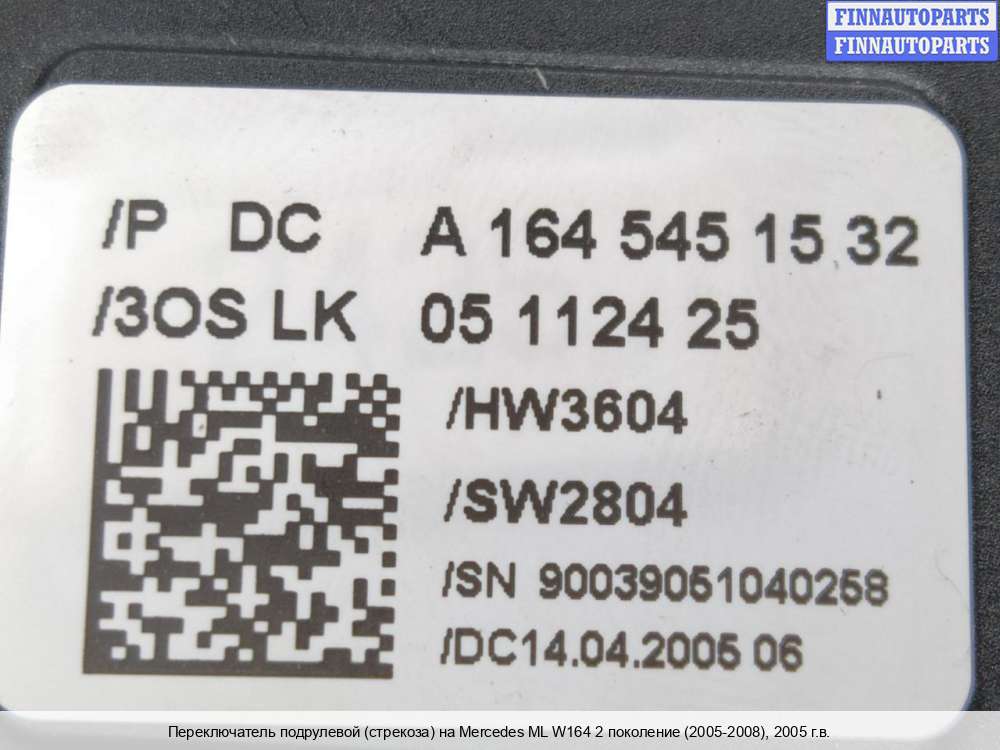 FINNAUTOPARTS
FINNAUTOPARTS
/P DC A 164 545 15 32
/3OS LK 05 1124 25
/HW3604
/SW2804
/SN 90039051040258
/DC14.04.2005 06
Переключатель подрулевой (стрекоза) на Mercedes ML W164 2 поколение (2005-2008), 2005 г.в.